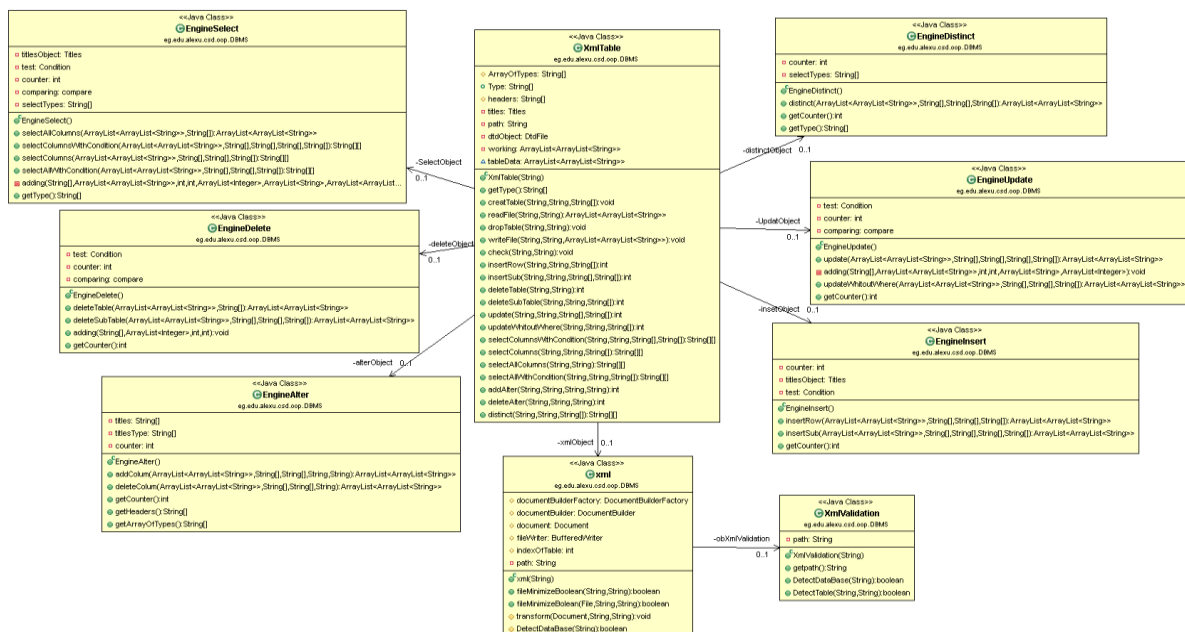 <<Java Class>>
EngineSelect
eg.edu.alexu.csd.oop.DBMS
titlesObject: Titles
test: Condition
counter: int
comparing: compare
selectTypes: String[]
EngineSelect()
selectAllColumns(ArrayList<ArrayList<String>>,String[]):ArrayList<ArrayList<String>>
selectColumnsWithCondition(ArrayList<ArrayList<String>>,String[],String[],String[],String[]):String[][]
selectColumns(ArrayList<ArrayList<String>>,String[],String[],String[]):String[][]
selectAllWithCondition(ArrayList<ArrayList<String>>,String[],String[],String[]):String[][]
adding(String[],ArrayList<ArrayList<String>>,int,int,ArrayList<Integer>,ArrayList<String>,ArrayList<ArrayList...
getType():String[]
-SelectObject
0..1
<<Java Class>>
EngineDelete
eg.edu.alexu.csd.oop.DBMS
test: Condition
counter: int
comparing: compare
EngineDelete()
deleteTable(ArrayList<ArrayList<String>>,String[]):ArrayList<ArrayList<String>>
deleteSubTable(ArrayList<ArrayList<String>>,String[],String[],String[]):ArrayList<ArrayList<String>>
adding(String[],ArrayList<Integer>,int,int):void
getCounter():int
-deleteObject
0..1
<<Java Class>>
EngineAlter
eg.edu.alexu.csd.oop.DBMS
titles: String[]
titlesType: String[]
counter: int
EngineAlter()
addColum(ArrayList<ArrayList<String>>,String[],String[],String,String):ArrayList<ArrayList<String>>
deleteColum(ArrayList<ArrayList<String>>,String[],String[],String):ArrayList<ArrayList<String>>
getCounter():int
getHeaders():String[]
getArrayOfTypes():String[]
-alterObject
0..1
<<Java Class>>
XmlTable
eg.edu.alexu.csd.oop.DBMS
ArrayOfTypes: String[]
Type: String[]
headers: String[]
titles: Titles
path: String
dtdObject: DtdFile
working: ArrayList<ArrayList<String>>
tableData: ArrayList<ArrayList<String>>
XmlTable(String)
getType():String[]
creatTable(String,String,String[]):void
readFile(String,String):ArrayList<ArrayList<String>>
dropTable(String,String):void
writeFile(String,String,ArrayList<ArrayList<String>>):void
check(String,String):void
insertRow(String,String,String[]):int
insertSub(String,String,String[],String[]):int
deleteTable(String,String):int
deleteSubTable(String,String,String[]):int
update(String,String[],String,String[]):int
updateWhitoutWhere(String,String,String[]):int
selectColumnsWithCondition(String,String,String[],String[]):String[][]
selectColumns(String,String,String[]):String[][]
selectAllColumns(String,String):String[][]
selectAllWithCondition(String,String,String[]):String[][]
addAlter(String,String,String,String):int
deleteAlter(String,String,String):int
distinct(String,String,String[]):String[][]
-xmlObject
0..1
<<Java Class>>
xml
eg.edu.alexu.csd.oop.DBMS
documentBuilderFactory: DocumentBuilderFactory
documentBuilder: DocumentBuilder
document: Document
fileWriter: BufferedWriter
indexOfTable: int
path: String
xml(String)
fileMinimizeBoolean(String,String):boolean
fileMinimizeBolean(File,String,String):boolean
transform(Document,String,String):void
DetectDataBase(String):boolean
-obXmlValidation
0..1
<<Java Class>>
XmlValidation
eg.edu.alexu.csd.oop.DBMS
path: String
XmlValidation(String)
getpath():String
DetectDataBase(String):boolean
DetectTable(String,String):boolean
<<Java Class>>
EngineDistinct
eg.edu.alexu.csd.oop.DBMS
counter: int
selectTypes: String[]
EngineDistinct()
distinct(ArrayList<ArrayList<String>>,String[],String[],String[]):ArrayList<ArrayList<String>>
getCounter():int
getType():String[]
-distinctObject
0..1
<<Java Class>>
EngineUpdate
eg.edu.alexu.csd.oop.DBMS
test: Condition
counter: int
comparing: compare
EngineUpdate()
update(ArrayList<ArrayList<String>>,String[],String[],String[],String[]):ArrayList<ArrayList<String>>
adding(String[],ArrayList<ArrayList<String>>,int,int,ArrayList<String>,ArrayList<Integer>):void
updateWhitoutWhere(ArrayList<ArrayList<String>>,String[],String[],String[]):ArrayList<ArrayList<String>>
getCounter():int
-UpdatObject
0..1
<<Java Class>>
EngineInsert
eg.edu.alexu.csd.oop.DBMS
counter: int
titlesObject: Titles
test: Condition
EngineInsert()
insertRow(ArrayList<ArrayList<String>>,String[],String[],String[]):ArrayList<ArrayList<String>>
insertSub(ArrayList<ArrayList<String>>,String[],String[],String[],String[]):ArrayList<ArrayList<String>>
getCounter():int
-insetObject
0..1